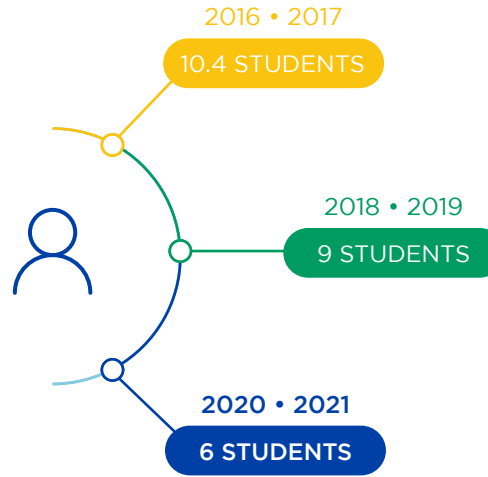 2016 • 2017
10.4 STUDENTS
2018 • 2019
9 STUDENTS
2020 • 2021
6 STUDENTS